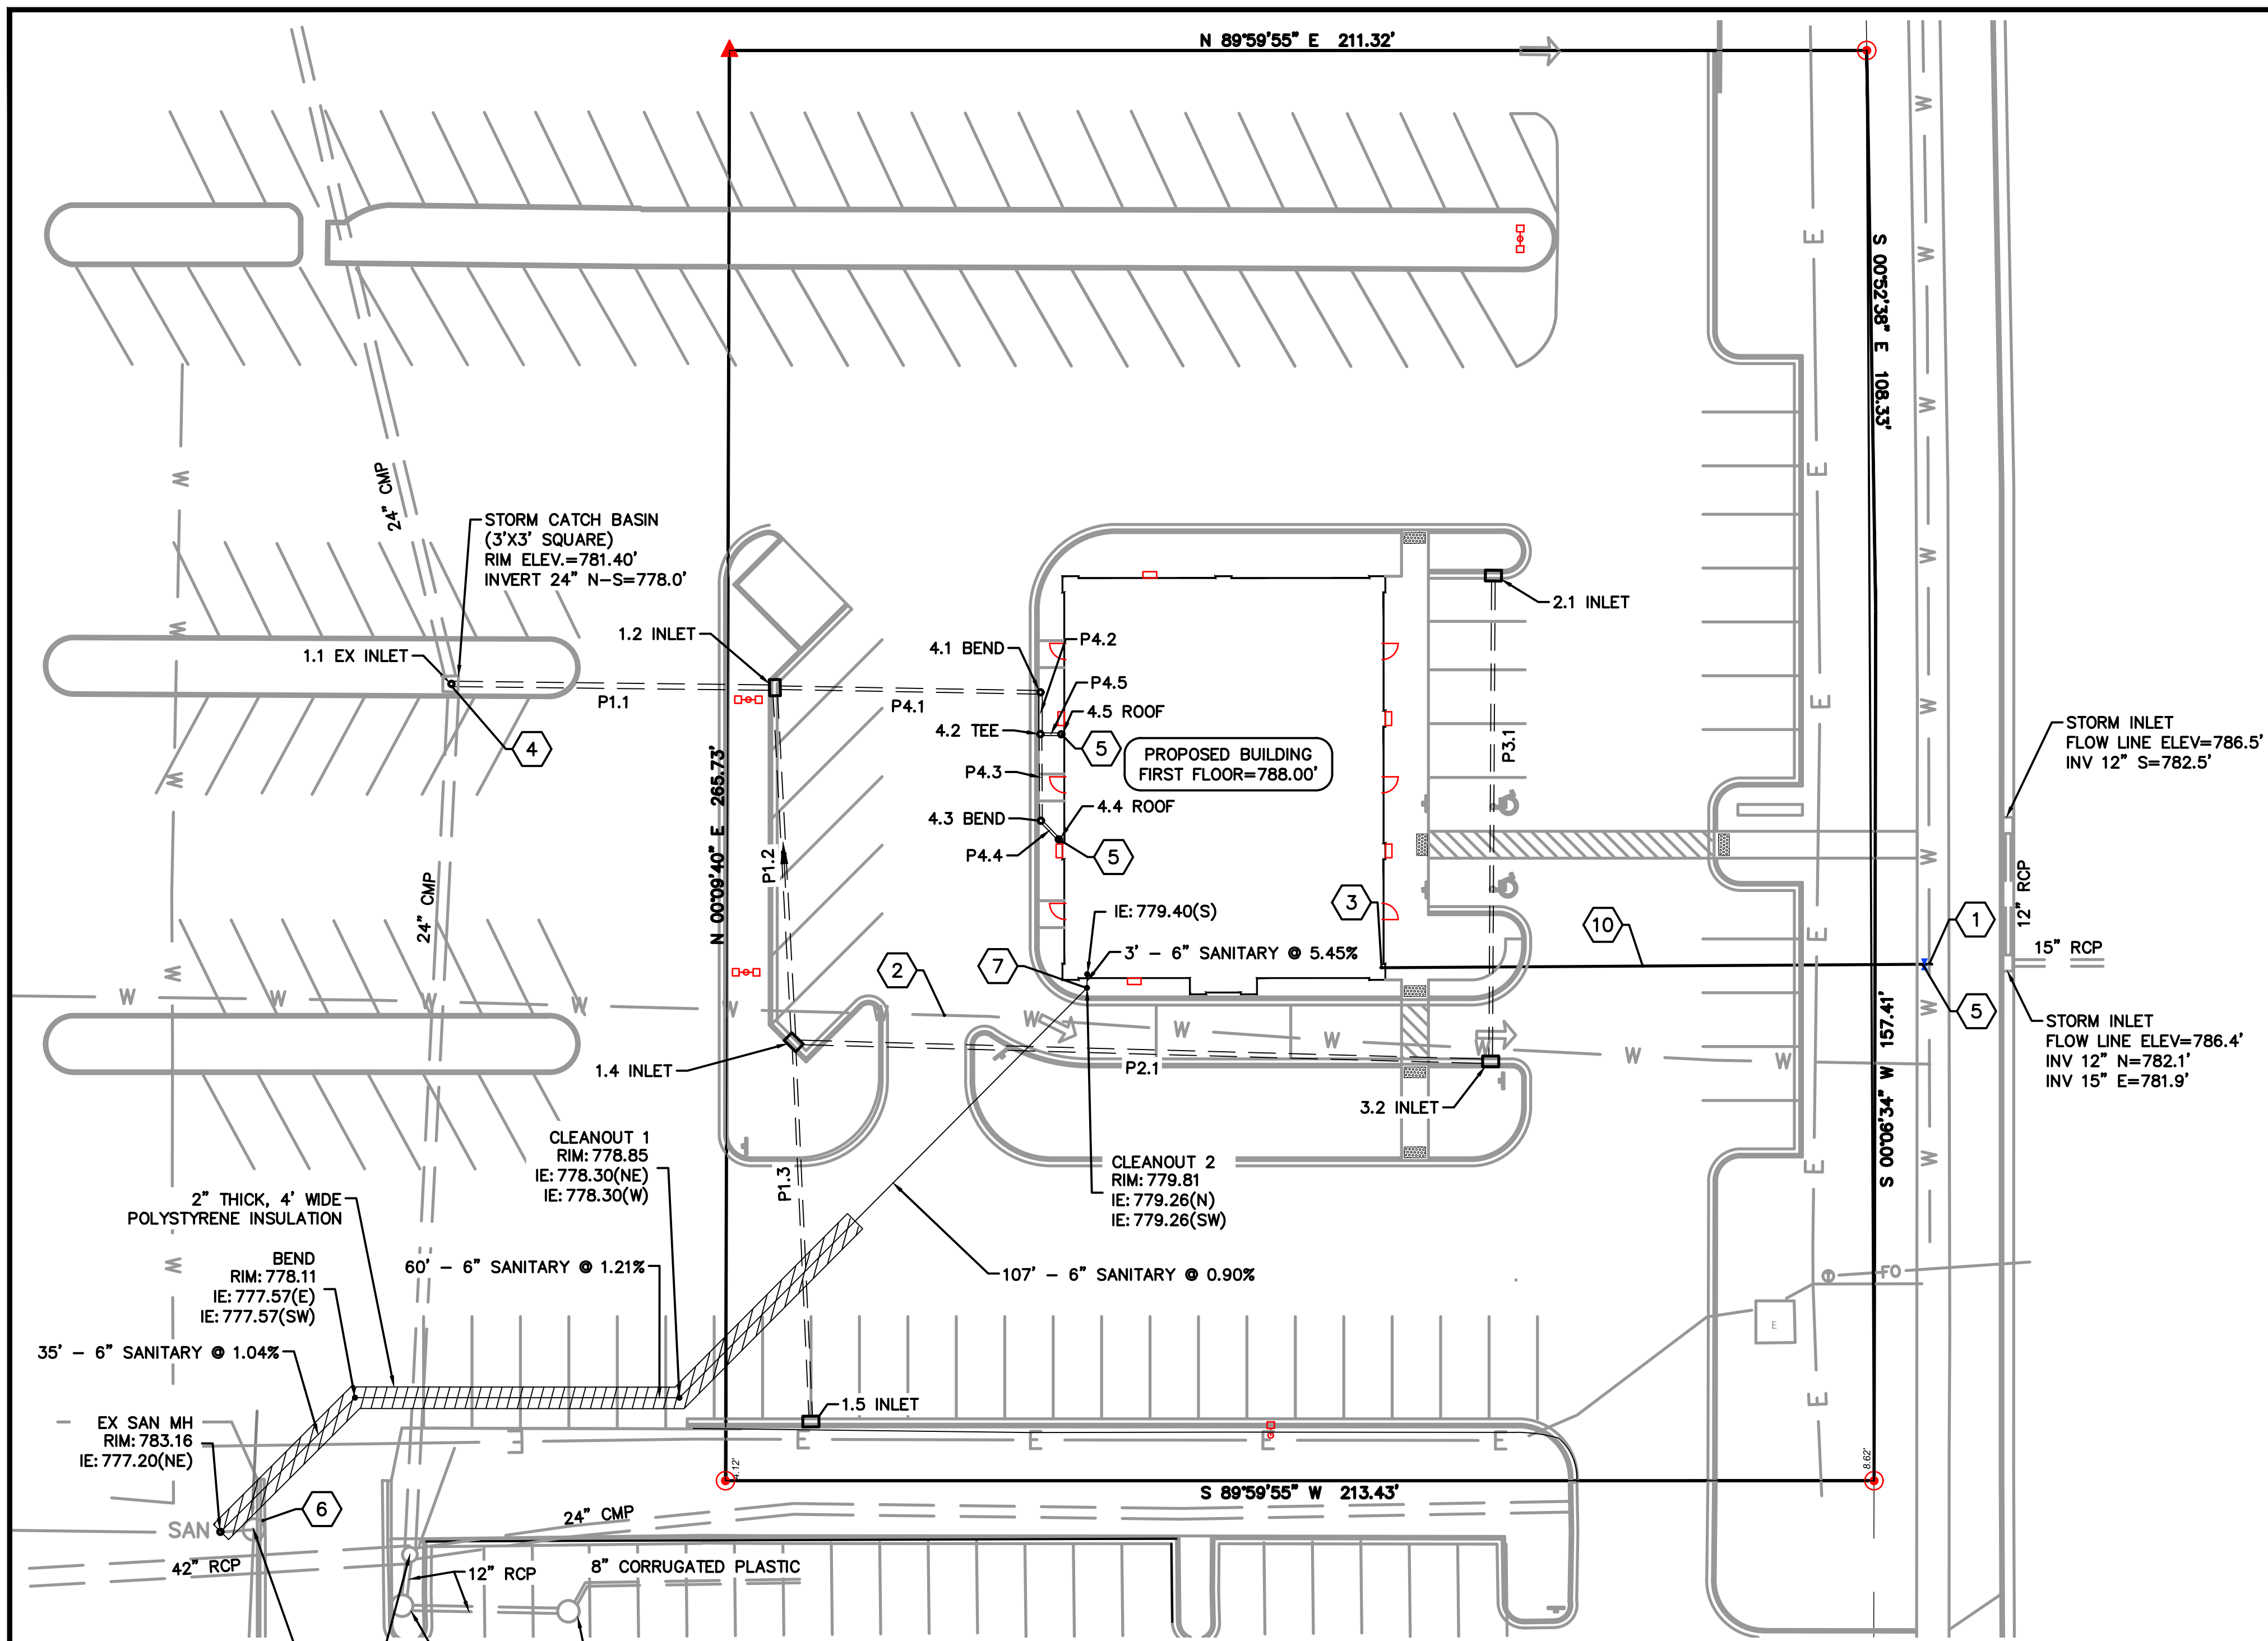 N 89°59'55" E 211.32'
S 00°52'38" E 108.33'
24" CMP
STORM CATCH BASIN
(3'X3' SQUARE)
RIM ELEV.=781.40'
INVERT 24" N-S=778.0'
1.1 EX INLET
1.2 INLET
P1.1
4
P4.1
4.1 BEND
P4.2
P4.5
4.5 ROOF
4.2 TEE
5
PROPOSED BUILDING
FIRST FLOOR=788.00'
P4.3
4.3 BEND
4.4 ROOF
P4.4
5
2.1 INLET
P3.1
STORM INLET
FLOW LINE ELEV=786.5'
INV 12" S=782.5'
N 00°09'40" E 265.73'
P1.2
24" CMP
3
10
1
12" RCP
15" RCP
5
IE: 779.40(S)
3' - 6" SANITARY @ 5.45%
7
2
STORM INLET
FLOW LINE ELEV=786.4'
INV 12" N=782.1'
INV 15" E=781.9'
1.4 INLET
P2.1
3.2 INLET
S 00°06'34" W 157.41'
CLEANOUT 1
RIM: 778.85
IE: 778.30(NE)
IE: 778.30(W)
P1.3
CLEANOUT 2
RIM: 779.81
IE: 779.26(N)
IE: 779.26(SW)
2" THICK, 4' WIDE
POLYSTYRENE INSULATION
BEND
RIM: 778.11
IE: 777.57(E)
IE: 777.57(SW)
60' - 6" SANITARY @ 1.21%
107' - 6" SANITARY @ 0.90%
FO
E
35' - 6" SANITARY @ 1.04%
1.5 INLET
EX SAN MH
RIM: 783.16
IE: 777.20(NE)
4.12'
8.62'
S 89°59'55" W 213.43'
6
SAN
24" CMP
42" RCP
12" RCP
8" CORRUGATED PLASTIC
W W W W W W W W W W W
W W W W W
W W W W W W W
E E E E E E E
E E E E E